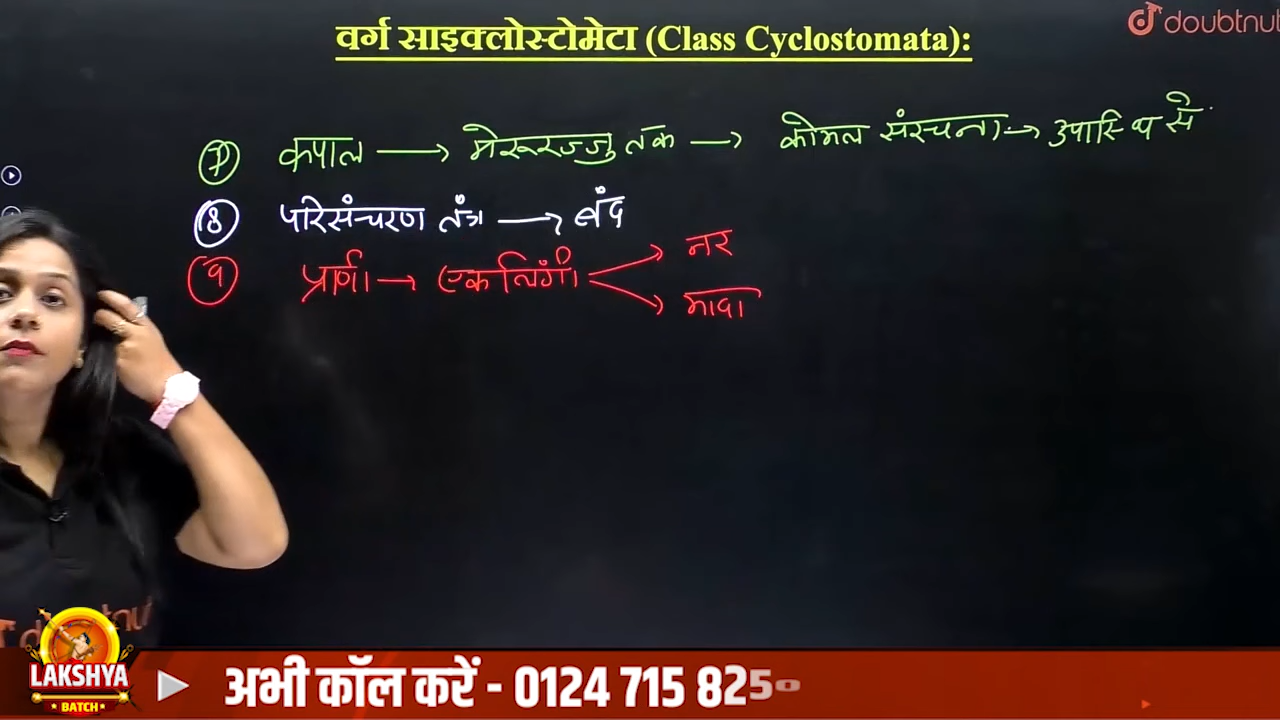 वर्ग साइक्लोस्टोमेटा (Class Cyclostomata):
doubtnut
7 कपाल → मेरूरज्जु तक → कोमल संरचना → उपास्थि से
8 परिसंचरण तंत्र → बंद
9 प्राणी → एकलिंगी → नर
→ मादा
LAKSHYA
BATCH
अभी कॉल करें - 0124 715 825